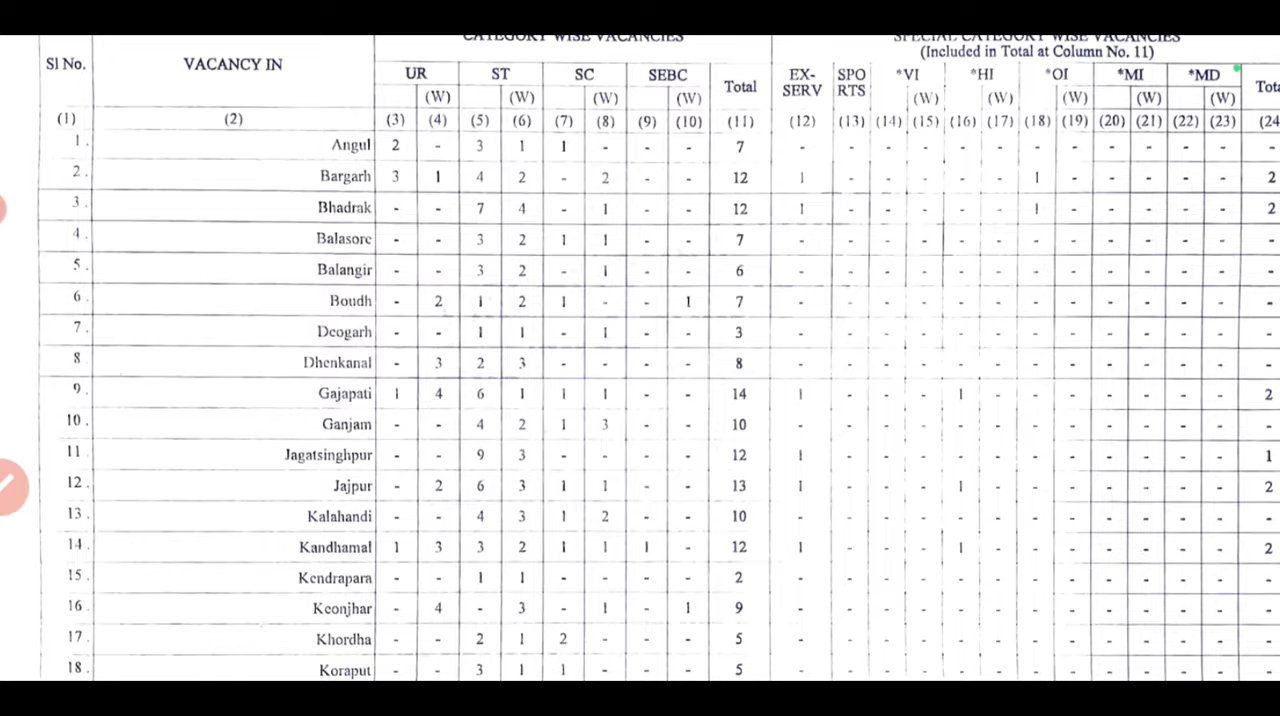 CATEGORY WISE VACANCIES SPECIAL CATEGORY WISE VACANCIES
(Included in Total at Column No. 11)
Sl No. VACANCY IN UR ST SC SEBC Total EX-SERV SPORTS *VI *HI *OI *MI *MD Tota
(W) (W) (W) (W) (W) (W) (W) (W) (W)
(1) (2) (3) (4) (5) (6) (7) (8) (9) (10) (11) (12) (13) (14) (15) (16) (17) (18) (19) (20) (21) (22) (23) (24
1. Angul 2 - 3 1 1 - - - 7 - - - - - - - - - - - - -
2. Bargarh 3 1 4 2 - 2 - - 12 1 - - - - - 1 - - - - - 2
3. Bhadrak - - 7 4 - 1 - - 12 1 - - - - - 1 - - - - - 2
4. Balasore - - 3 2 1 1 - - 7 - - - - - - - - - - - - -
5. Balangir - - 3 2 - 1 - - 6 - - - - - - - - - - - - -
6. Boudh - 2 1 2 1 - - 1 7 - - - - - - - - - - - - -
7. Deogarh - - 1 1 - 1 - - 3 - - - - - - - - - - - - -
8. Dhenkanal - 3 2 3 - - - - 8 - - - - - - - - - - - - -
9. Gajapati 1 4 6 1 1 1 - - 14 1 - - - 1 - - - - - - - 2
10. Ganjam - - 4 2 1 3 - - 10 - - - - - - - - - - - - -
11 Jagatsinghpur - - 9 3 - - - - 12 1 - - - - - - - - - - - 1
12. Jajpur - 2 6 3 1 1 - - 13 1 - - - 1 - - - - - - - 2
13. Kalahandi - - 4 3 1 2 - - 10 - - - - - - - - - - - - -
14. Kandhamal 1 3 3 2 1 1 1 - 12 1 - - - 1 - - - - - - - 2
15. Kendrapara - - 1 1 - - - - 2 - - - - - - - - - - - - -
16. Keonjhar - 4 - 3 - 1 - 1 9 - - - - - - - - - - - - -
17. Khordha - - 2 1 2 - - - 5 - - - - - - - - - - - - -
18. Koraput - - 3 1 1 - - - 5 - - - - - - - - - - - - -